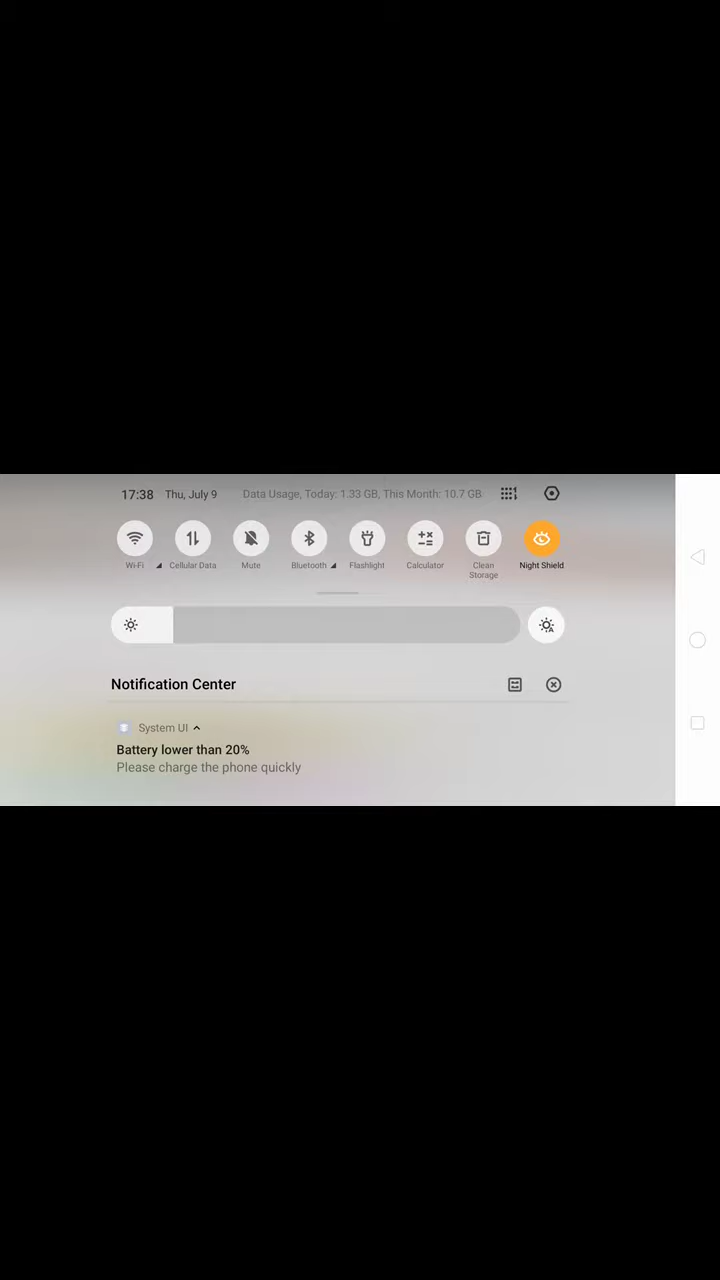 17:38 Thu, July 9 Data Usage, Today: 1.33 GB, This Month: 10.7 GB
Wi-Fi Cellular Data Mute Bluetooth Flashlight Calculator Clean Storage Night Shield
Notification Center
System UI
Battery lower than 20%
Please charge the phone quickly